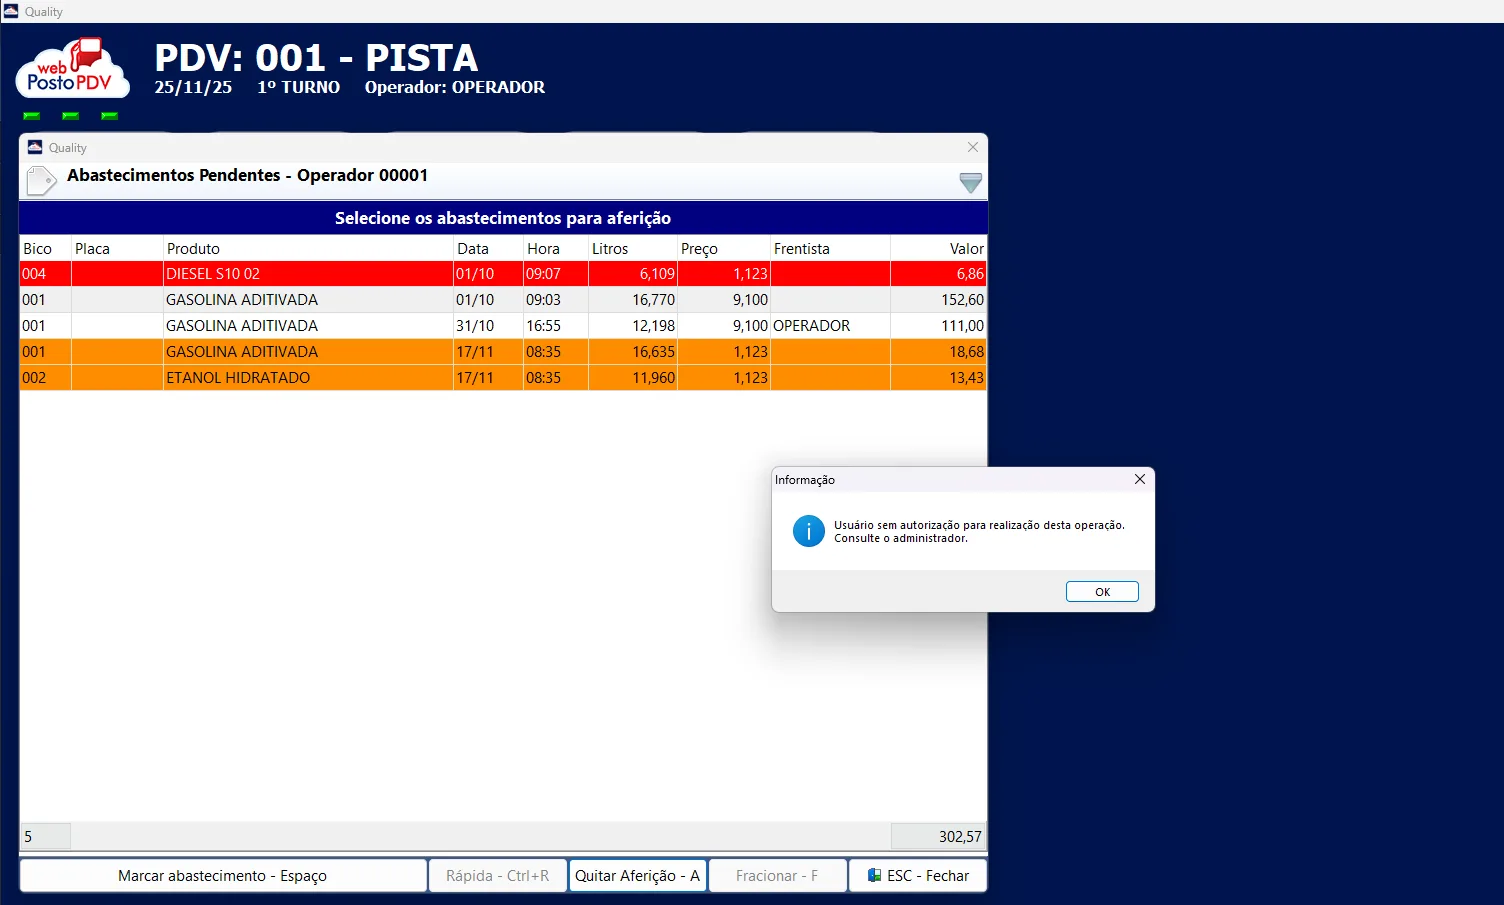 Quality
web
PostoPDV
PDV: 001 - PISTA
25/11/25 1º TURNO Operador: OPERADOR
Quality
Abastecimentos Pendentes - Operador 00001
Selecione os abastecimentos para aferição
Bico Placa Produto Data Hora Litros Preço Frentista Valor
004 DIESEL S10 02 01/10 09:07 6,109 1,123 6,86
001 GASOLINA ADITIVADA 01/10 09:03 16,770 9,100 152,60
001 GASOLINA ADITIVADA 31/10 16:55 12,198 9,100 OPERADOR 111,00
001 GASOLINA ADITIVADA 17/11 08:35 16,635 1,123 18,68
002 ETANOL HIDRATADO 17/11 08:35 11,960 1,123 13,43
Informação
Usuário sem autorização para realização desta operação.
Consulte o administrador.
OK
5 302,57
Marcar abastecimento - Espaço Rápida - Ctrl+R Quitar Aferição - A Fracionar - F ESC - Fechar